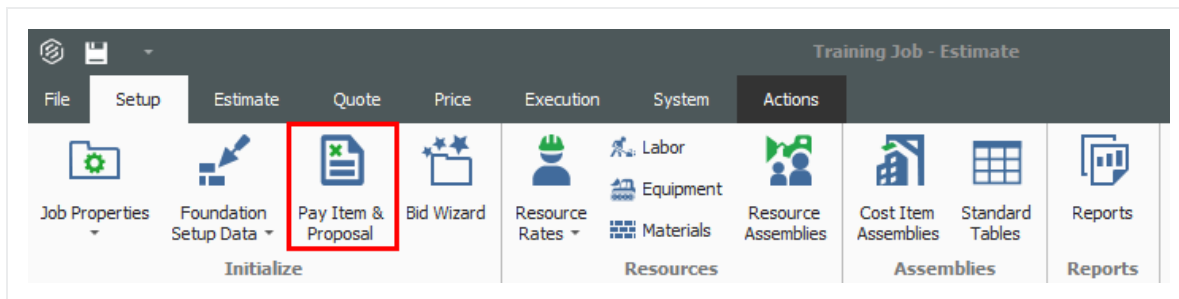 Training Job - Estimate
File Setup Estimate Quote Price Execution System Actions
Job Properties
Foundation
Setup Data
Pay Item &
Proposal
Bid Wizard
Initialize
Resource
Rates
Labor
Equipment
Materials
Resource
Assemblies
Resources
Cost Item
Assemblies
Standard
Tables
Assemblies
Reports
Reports